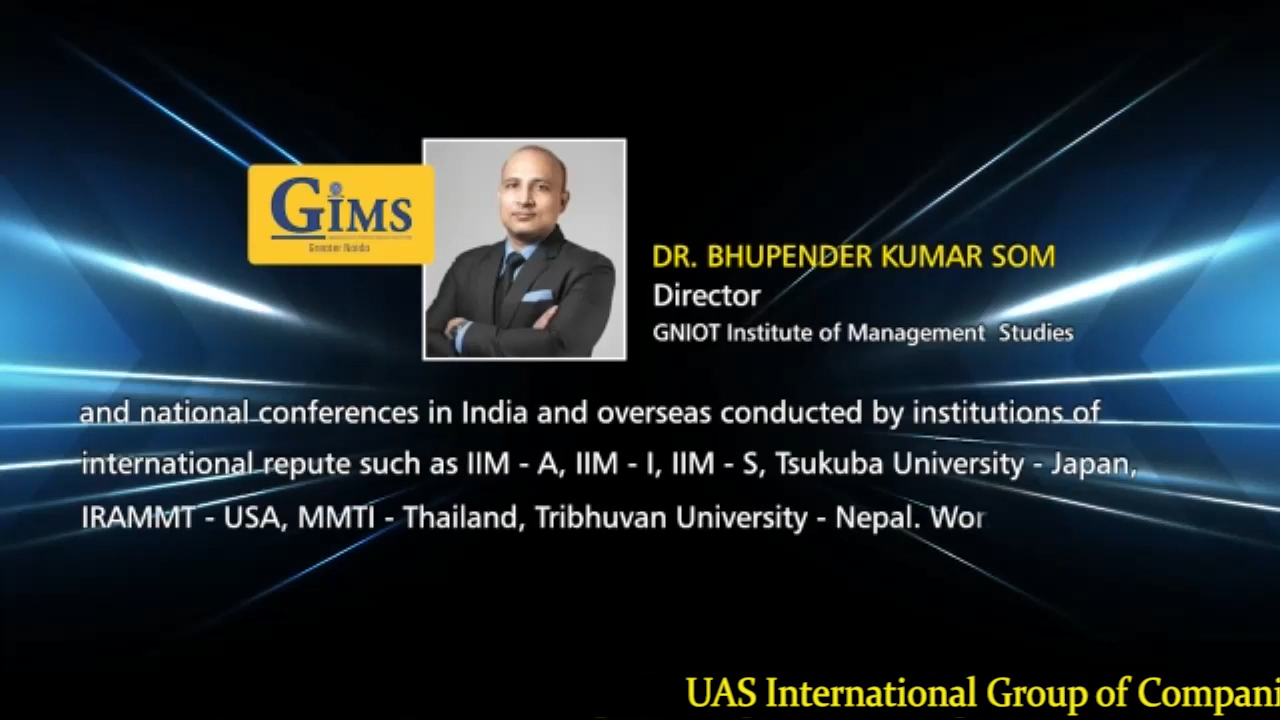 GIMS
Greater Noida
DR. BHUPENDER KUMAR SOM
Director
GNIOT Institute of Management Studies
and national conferences in India and overseas conducted by institutions of
international repute such as IIM - A, IIM - I, IIM - S, Tsukuba University - Japan,
IRAMMT - USA, MMTI - Thailand, Tribhuvan University - Nepal. Wor
UAS International Group of Compani